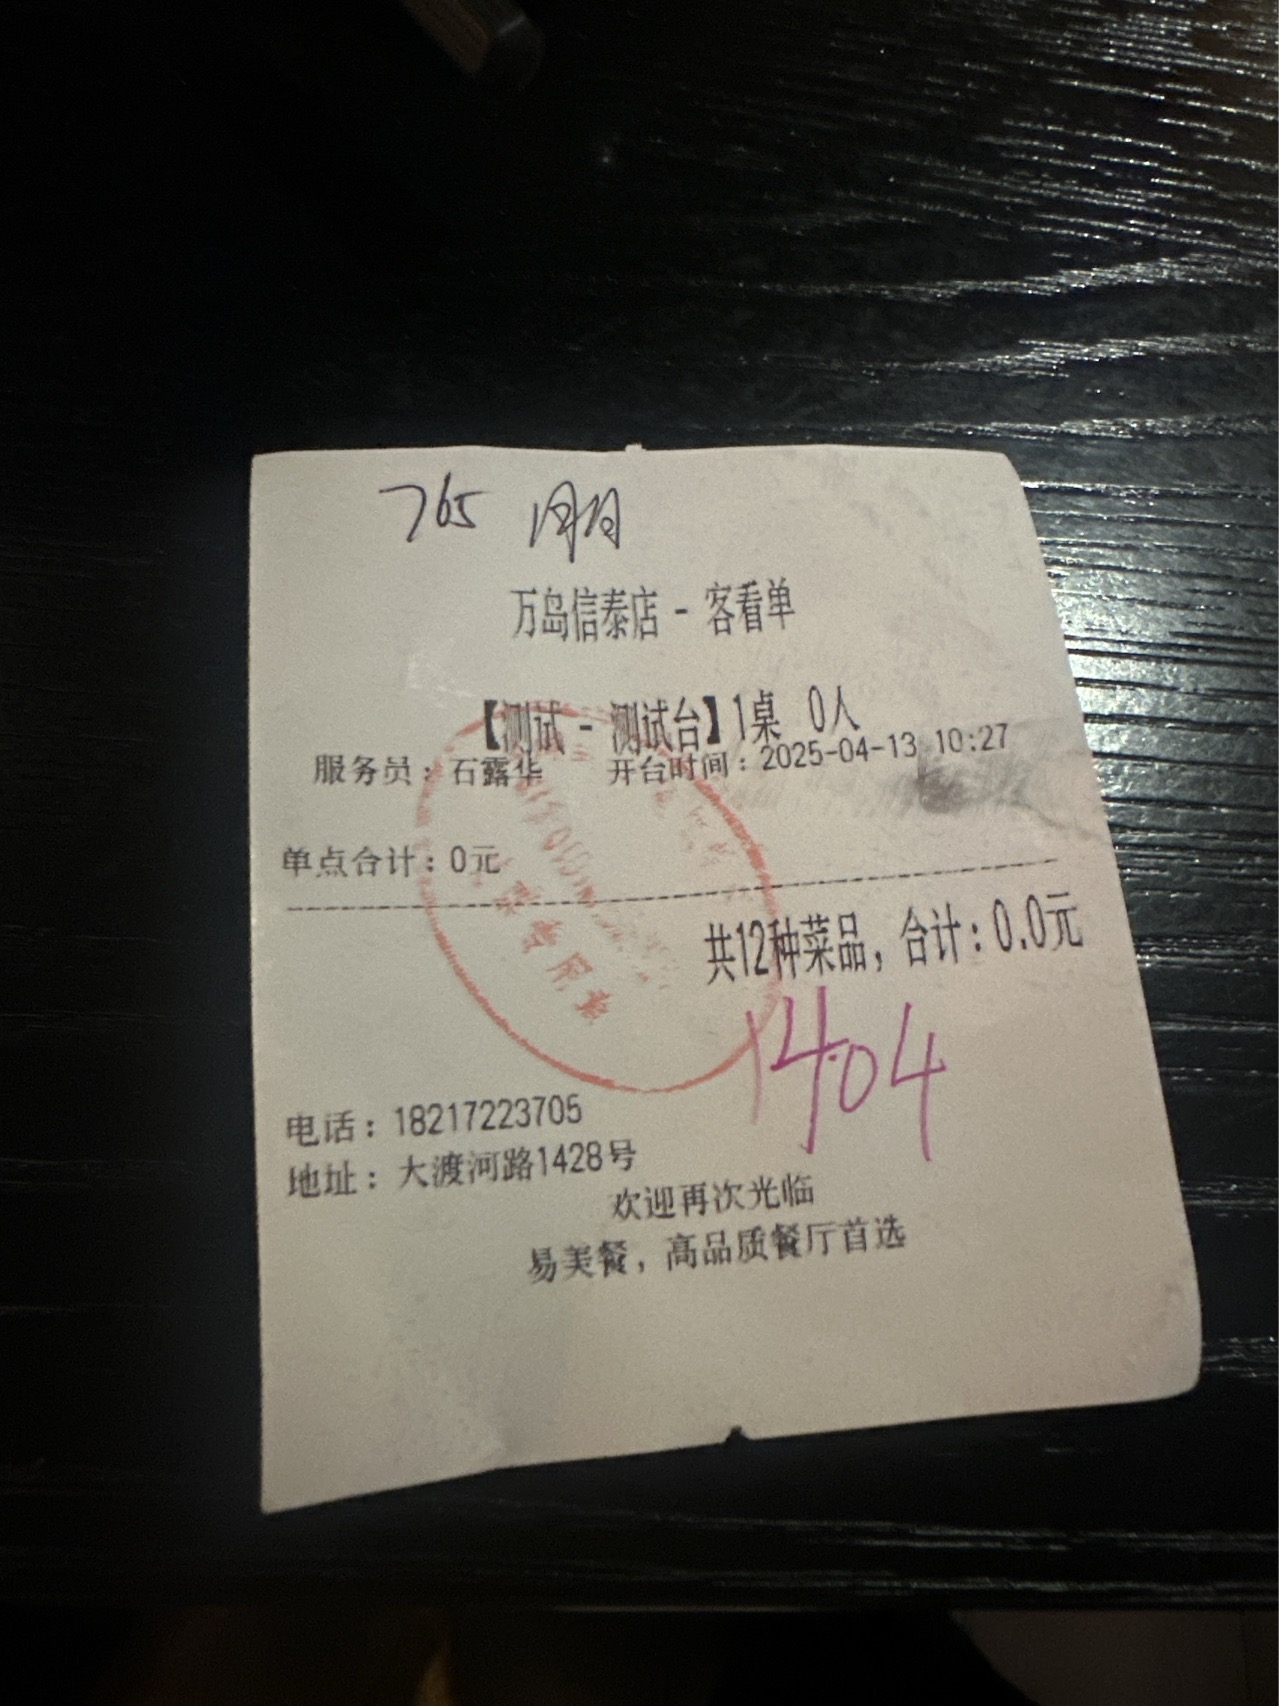 765
万岛信泰店 - 客看单
【测试 - 测试台】1桌 0人
服务员：石露华 开台时间：2025-04-13 10:27
单点合计：0元
共12种菜品，合计：0.0元
1404
电话：18217223705
地址：大渡河路1428号
欢迎再次光临
易美餐，高品质餐厅首选